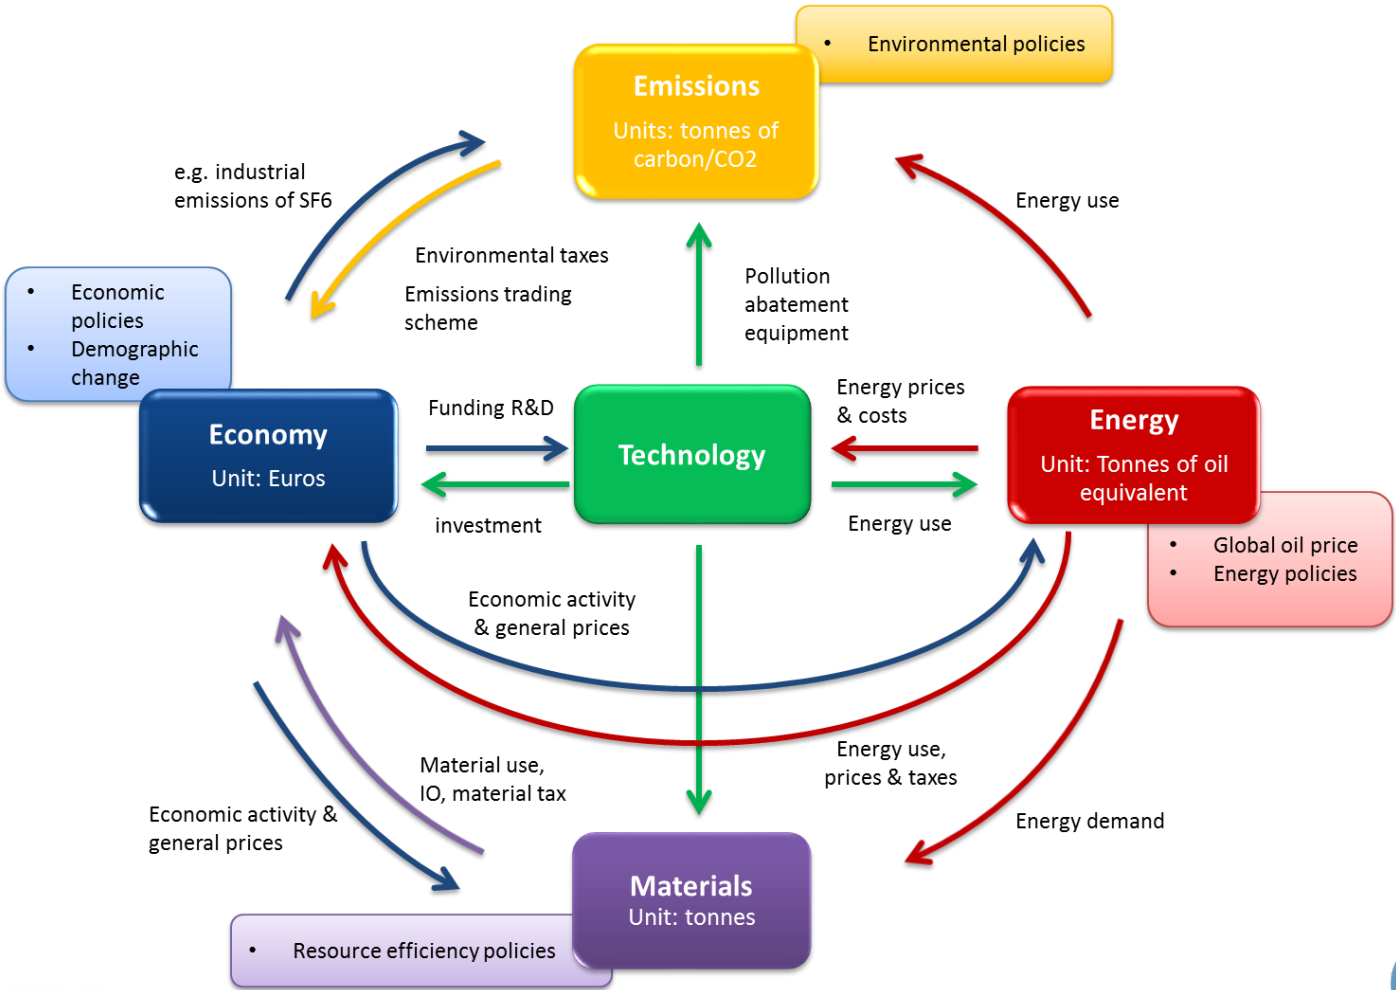 • Environmental policies
Emissions
Units: tonnes of
carbon/CO2
e.g. industrial
emissions of SF6
Energy use
Environmental taxes
Emissions trading
scheme
Pollution
abatement
equipment
• Economic
policies
• Demographic
change
Economy
Unit: Euros
Funding R&D
investment
Technology
Energy prices
& costs
Energy use
Energy
Unit: Tonnes of oil
equivalent
• Global oil price
• Energy policies
Economic activity
& general prices
Energy use,
prices & taxes
Material use,
IO, material tax
Economic activity &
general prices
Energy demand
Materials
Unit: tonnes
• Resource efficiency policies